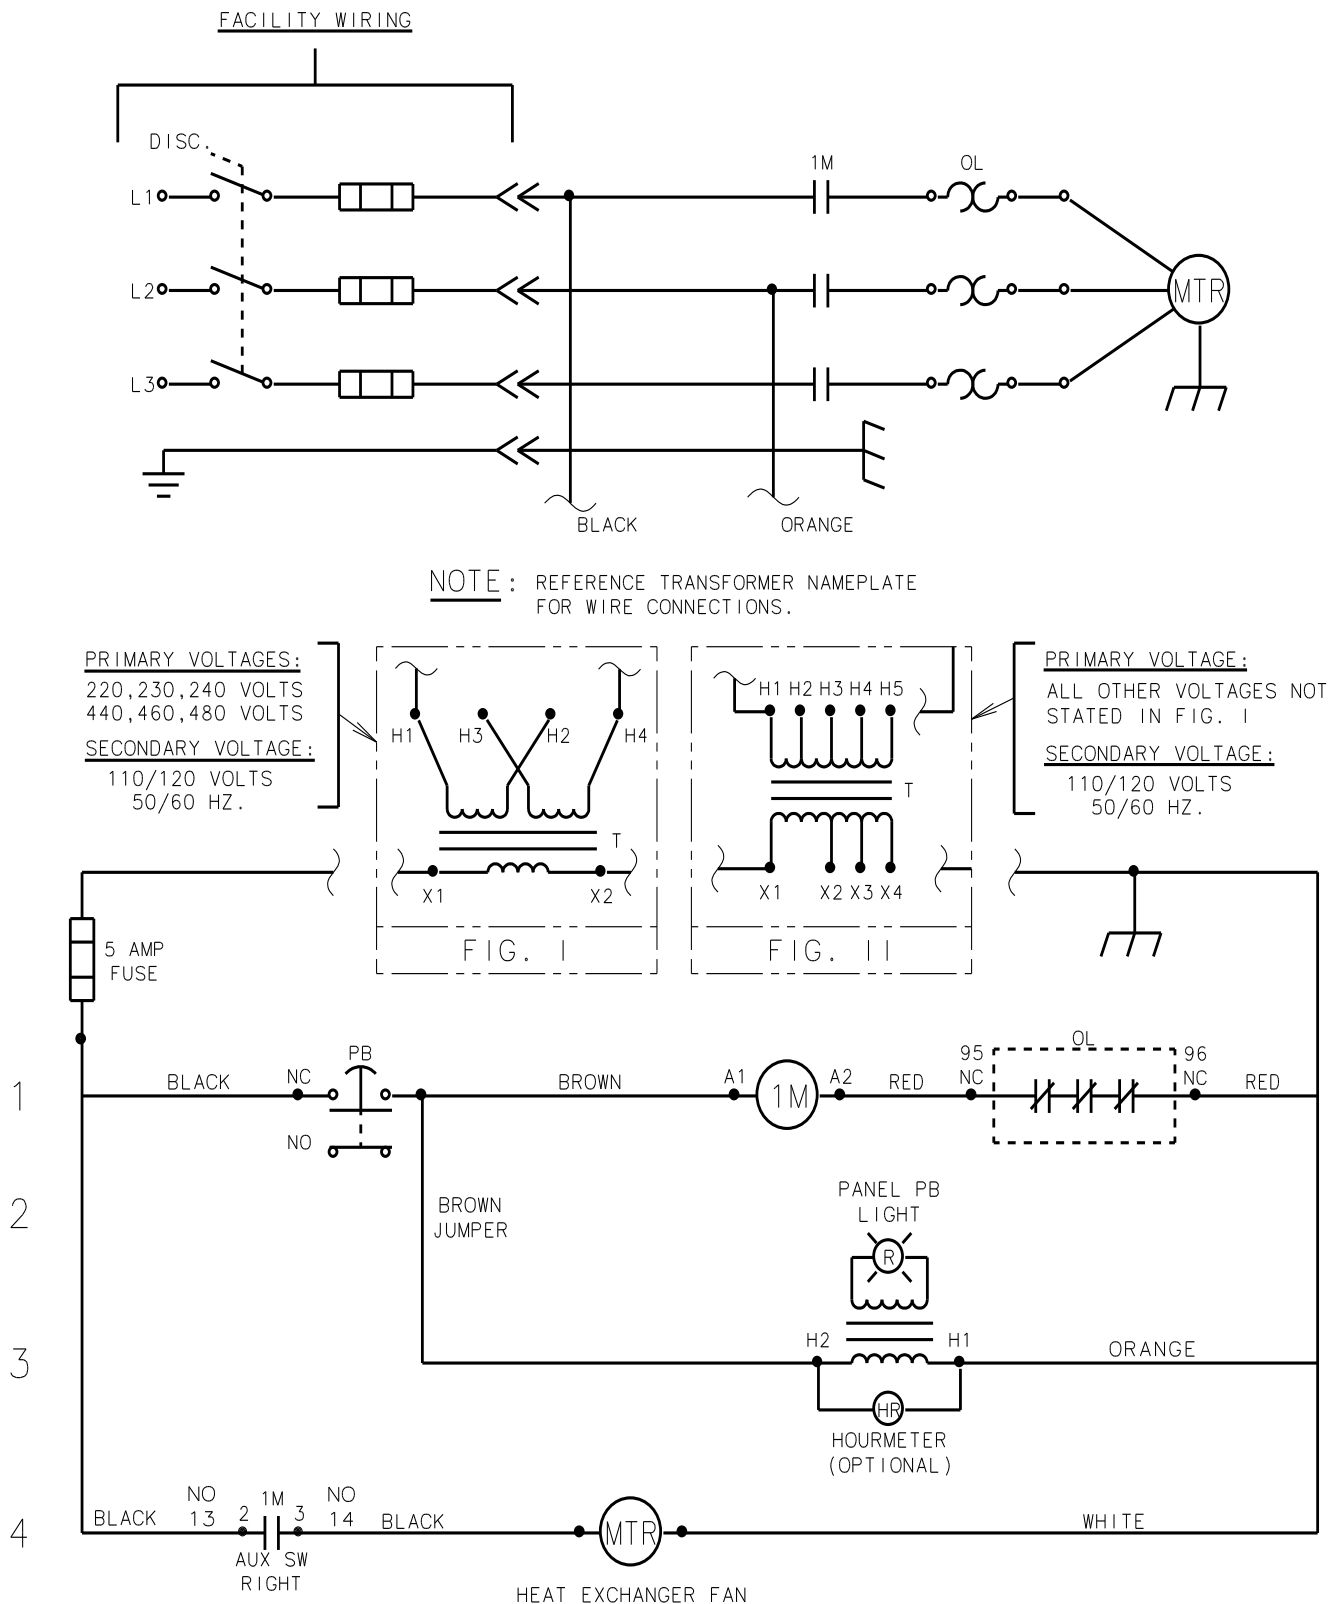 FACILITY WIRING
DISC.
1M
OL
L1
L2
MTR
L3
BLACK
ORANGE
NOTE: REFERENCE TRANSFORMER NAMEPLATE
FOR WIRE CONNECTIONS.
PRIMARY VOLTAGES:
220,230,240 VOLTS
440,460,480 VOLTS
SECONDARY VOLTAGE:
110/120 VOLTS
50/60 HZ.
H1 H3 H2 H4
T
X1 X2
FIG. I
H1 H2 H3 H4 H5
T
X1 X2 X3 X4
FIG. II
PRIMARY VOLTAGE:
ALL OTHER VOLTAGES NOT
STATED IN FIG. I
SECONDARY VOLTAGE:
110/120 VOLTS
50/60 HZ.
5 AMP
FUSE
1
BLACK
NC
PB
NO
BROWN
A1
1M
A2
RED
95
NC
OL
96
NC
RED
2
BROWN
JUMPER
PANEL PB
LIGHT
R
3
H2
H1
ORANGE
HR
HOURMETER
(OPTIONAL)
4
BLACK
NO
13
2
1M
3
NO
14
AUX SW
RIGHT
BLACK
MTR
WHITE
HEAT EXCHANGER FAN